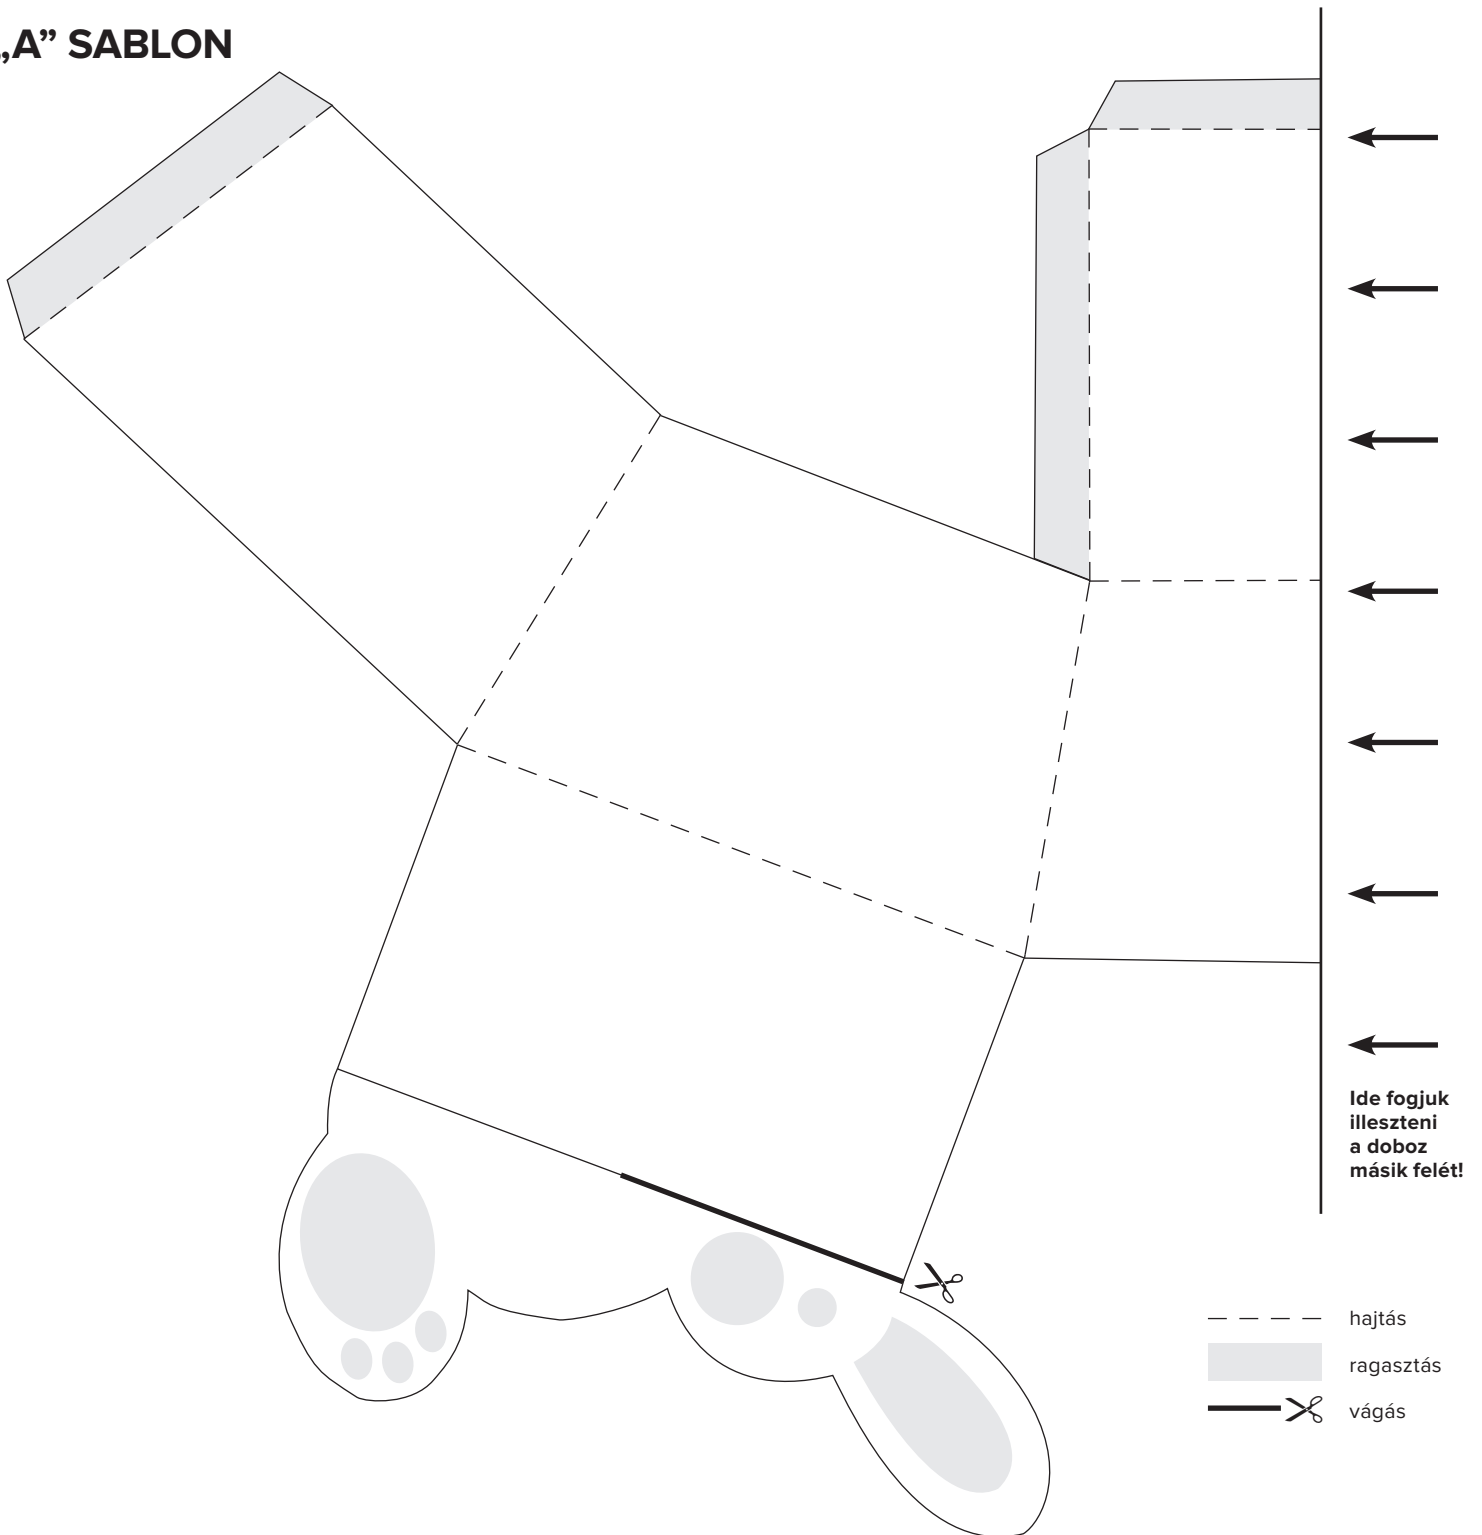 „A” SABLON
Ide fogjuk
illeszteni
a doboz
másik felét!
hajtás
ragasztás
vágás